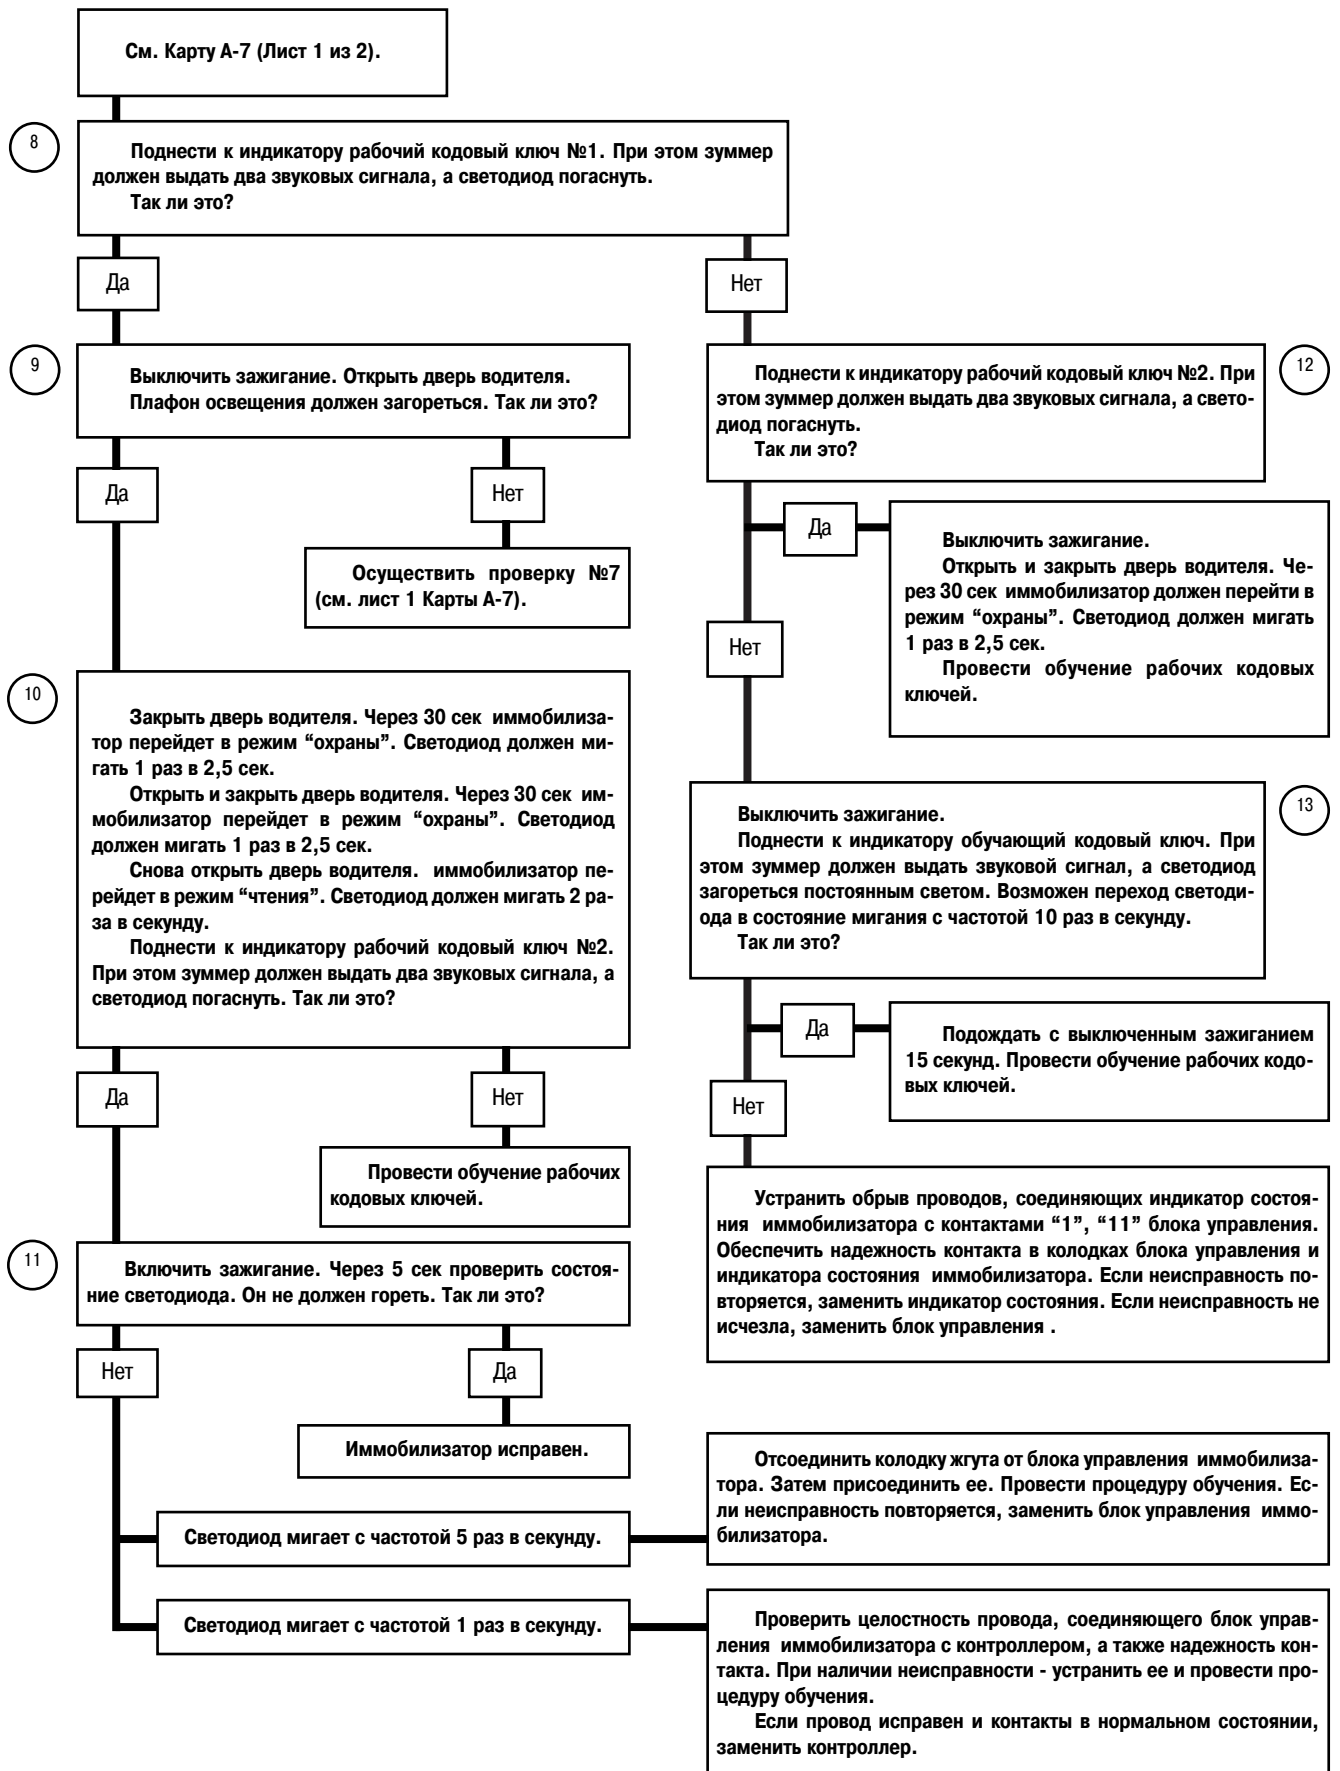 См. Карту А-7 (Лист 1 из 2).
8
Поднести к индикатору рабочий кодовый ключ №1. При этом зуммер
должен выдать два звуковых сигнала, а светодиод погаснуть.
Так ли это?
Да
Нет
9
Выключить зажигание. Открыть дверь водителя.
Плафон освещения должен загореться. Так ли это?
12
Поднести к индикатору рабочий кодовый ключ №2. При
этом зуммер должен выдать два звуковых сигнала, а свето-
диод погаснуть.
Так ли это?
Да
Нет
Осуществить проверку №7
(см. лист 1 Карты А-7).
Да
Выключить зажигание.
Открыть и закрыть дверь водителя. Че-
рез 30 сек иммобилизатор должен перейти в
режим “охраны”. Светодиод должен мигать
1 раз в 2,5 сек.
Провести обучение рабочих кодовых
ключей.
Нет
10
Закрыть дверь водителя. Через 30 сек иммобилиза-
тор перейдет в режим “охраны”. Светодиод должен ми-
гать 1 раз в 2,5 сек.
Открыть и закрыть дверь водителя. Через 30 сек им-
мобилизатор перейдет в режим “охраны”. Светодиод
должен мигать 1 раз в 2,5 сек.
Снова открыть дверь водителя. иммобилизатор пе-
рейдет в режим “чтения”. Светодиод должен мигать 2 ра-
за в секунду.
Поднести к индикатору рабочий кодовый ключ №2.
При этом зуммер должен выдать два звуковых сигнала, а
светодиод погаснуть. Так ли это?
13
Выключить зажигание.
Поднести к индикатору обучающий кодовый ключ. При
этом зуммер должен выдать звуковой сигнал, а светодиод
загореться постоянным светом. Возможен переход светоди-
ода в состояние мигания с частотой 10 раз в секунду.
Так ли это?
Да
Подождать с выключенным зажиганием
15 секунд. Провести обучение рабочих кодо-
вых ключей.
Нет
Да
Нет
Провести обучение рабочих
кодовых ключей.
Устранить обрыв проводов, соединяющих индикатор состоя-
ния иммобилизатора с контактами “1”, “11” блока управления.
Обеспечить надежность контакта в колодках блока управления и
индикатора состояния иммобилизатора. Если неисправность по-
вторяется, заменить индикатор состояния. Если неисправность не
исчезла, заменить блок управления .
11
Включить зажигание. Через 5 сек проверить состоя-
ние светодиода. Он не должен гореть. Так ли это?
Нет
Да
Иммобилизатор исправен.
Светодиод мигает с частотой 5 раз в секунду.
Отсоединить колодку жгута от блока управления иммобилиза-
тора. Затем присоединить ее. Провести процедуру обучения. Ес-
ли неисправность повторяется, заменить блок управления иммо-
билизатора.
Светодиод мигает с частотой 1 раз в секунду.
Проверить целостность провода, соединяющего блок управ-
ления иммобилизатора с контроллером, а также надежность кон-
такта. При наличии неисправности - устранить ее и провести про-
цедуру обучения.
Если провод исправен и контакты в нормальном состоянии,
заменить контроллер.